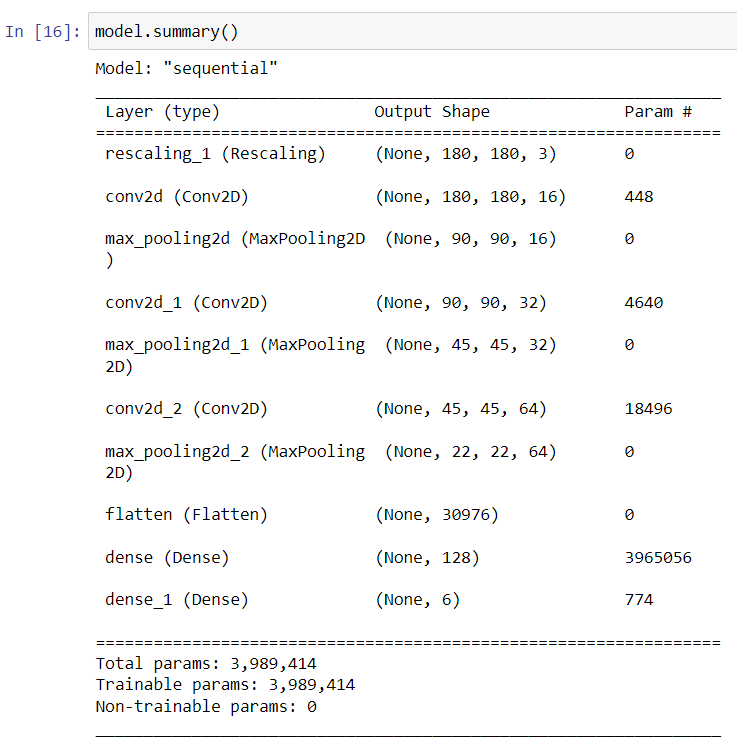 In [16]: model.summary()
Model: "sequential"
_________________________________________________________________
Layer (type) Output Shape Param #
=================================================================
rescaling_1 (Rescaling) (None, 180, 180, 3) 0
conv2d (Conv2D) (None, 180, 180, 16) 448
max_pooling2d (MaxPooling2D (None, 90, 90, 16) 0
)
conv2d_1 (Conv2D) (None, 90, 90, 32) 4640
max_pooling2d_1 (MaxPooling (None, 45, 45, 32) 0
2D)
conv2d_2 (Conv2D) (None, 45, 45, 64) 18496
max_pooling2d_2 (MaxPooling (None, 22, 22, 64) 0
2D)
flatten (Flatten) (None, 30976) 0
dense (Dense) (None, 128) 3965056
dense_1 (Dense) (None, 6) 774
=================================================================
Total params: 3,989,414
Trainable params: 3,989,414
Non-trainable params: 0
_________________________________________________________________